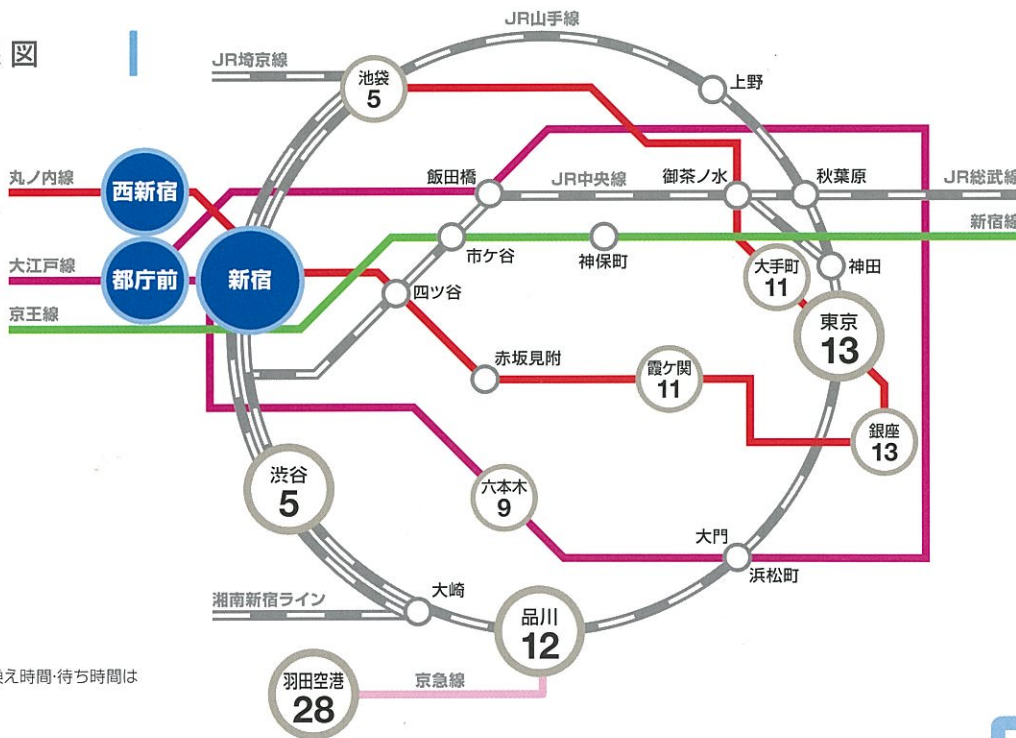 図
JR山手線
JR埼京線
池袋
5
上野
丸ノ内線
西新宿
飯田橋
JR中央線
御茶ノ水
秋葉原
JR総武線
新宿線
市ケ谷
神保町
大江戸線
都庁前
新宿
四ツ谷
大手町
11
神田
京王線
東京
13
赤坂見附
霞ケ関
11
銀座
13
渋谷
5
六本木
9
大門
浜松町
湘南新宿ライン
大崎
品川
12
え時間・待ち時間は
羽田空港
28
京急線